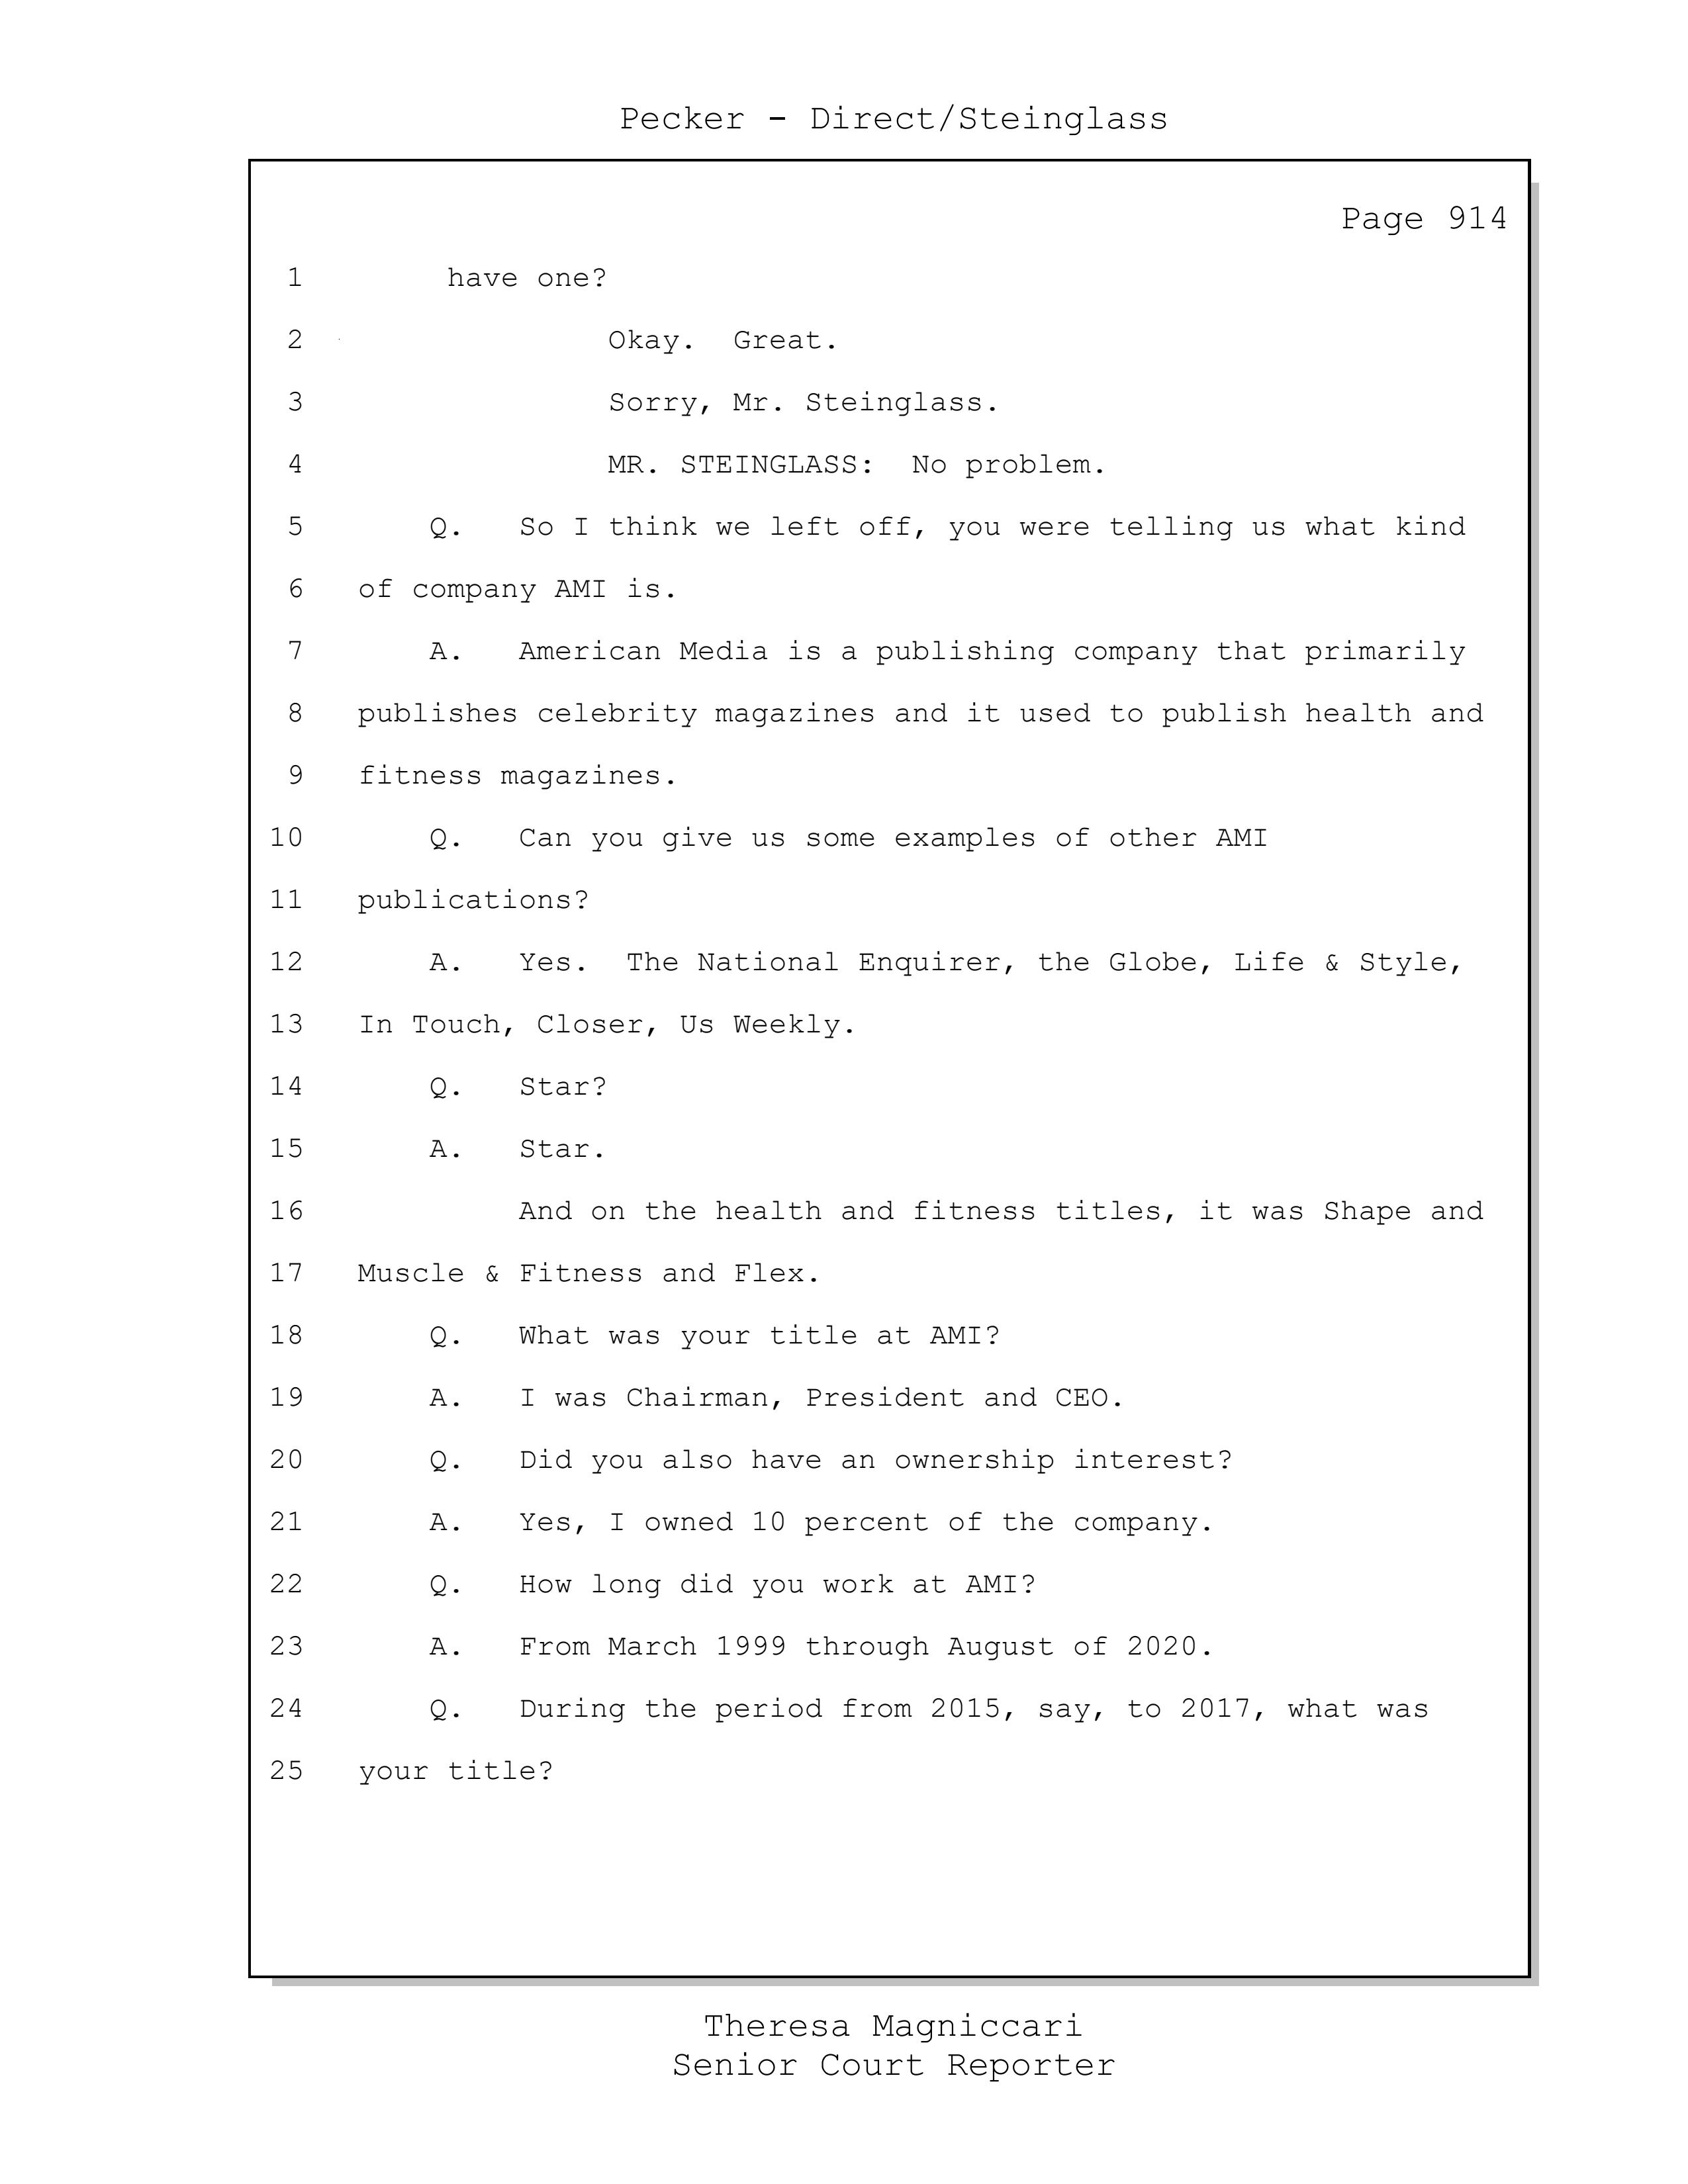 Pecker - Direct/Steinglass
Page 914
1 have one?
2 Okay. Great.
3 Sorry, Mr. Steinglass.
4 MR. STEINGLASS: No problem.
5 Q. So I think we left off, you were telling us what kind
6 of company AMI is.
7 A. American Media is a publishing company that primarily
8 publishes celebrity magazines and it used to publish health and
9 fitness magazines.
10 Q. Can you give us some examples of other AMI
11 publications?
12 A. Yes. The National Enquirer, the Globe, Life & Style,
13 In Touch, Closer, Us Weekly.
14 Q. Star?
15 A. Star.
16 And on the health and fitness titles, it was Shape and
17 Muscle & Fitness and Flex.
18 Q. What was your title at AMI?
19 A. I was Chairman, President and CEO.
20 Q. Did you also have an ownership interest?
21 A. Yes, I owned 10 percent of the company.
22 Q. How long did you work at AMI?
23 A. From March 1999 through August of 2020.
24 Q. During the period from 2015, say, to 2017, what was
25 your title?
Theresa Magniccari
Senior Court Reporter